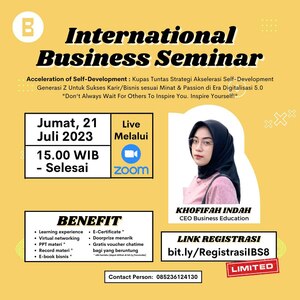 B
International
Business Seminar
Acceleration of Self-Development : Kupas Tuntas Strategi Akselerasi Self-Development
Generasi Z Untuk Sukses Karir/Bisnis sesuai Minat & Passion di Era Digitalisasi 5.0
"Don't Always Wait For Others To Inspire You. Inspire Yourself!"
Jumat, 21
Juli 2023
15.00 WIB
- Selesai
Live
Melalui
zoom
KHOFIFAH INDAH
CEO Business Education
BENEFIT
Learning experience
Virtual networking
PPT materi *
Record materi *
E-book bisnis *
E-Certificate *
Doorprize menarik
Gratis voucher chatime
bagi yang beruntung
LINK REGISTRASI
bit.ly/RegistrasiIBS8
LIMITED
Contact Person: 085236124130